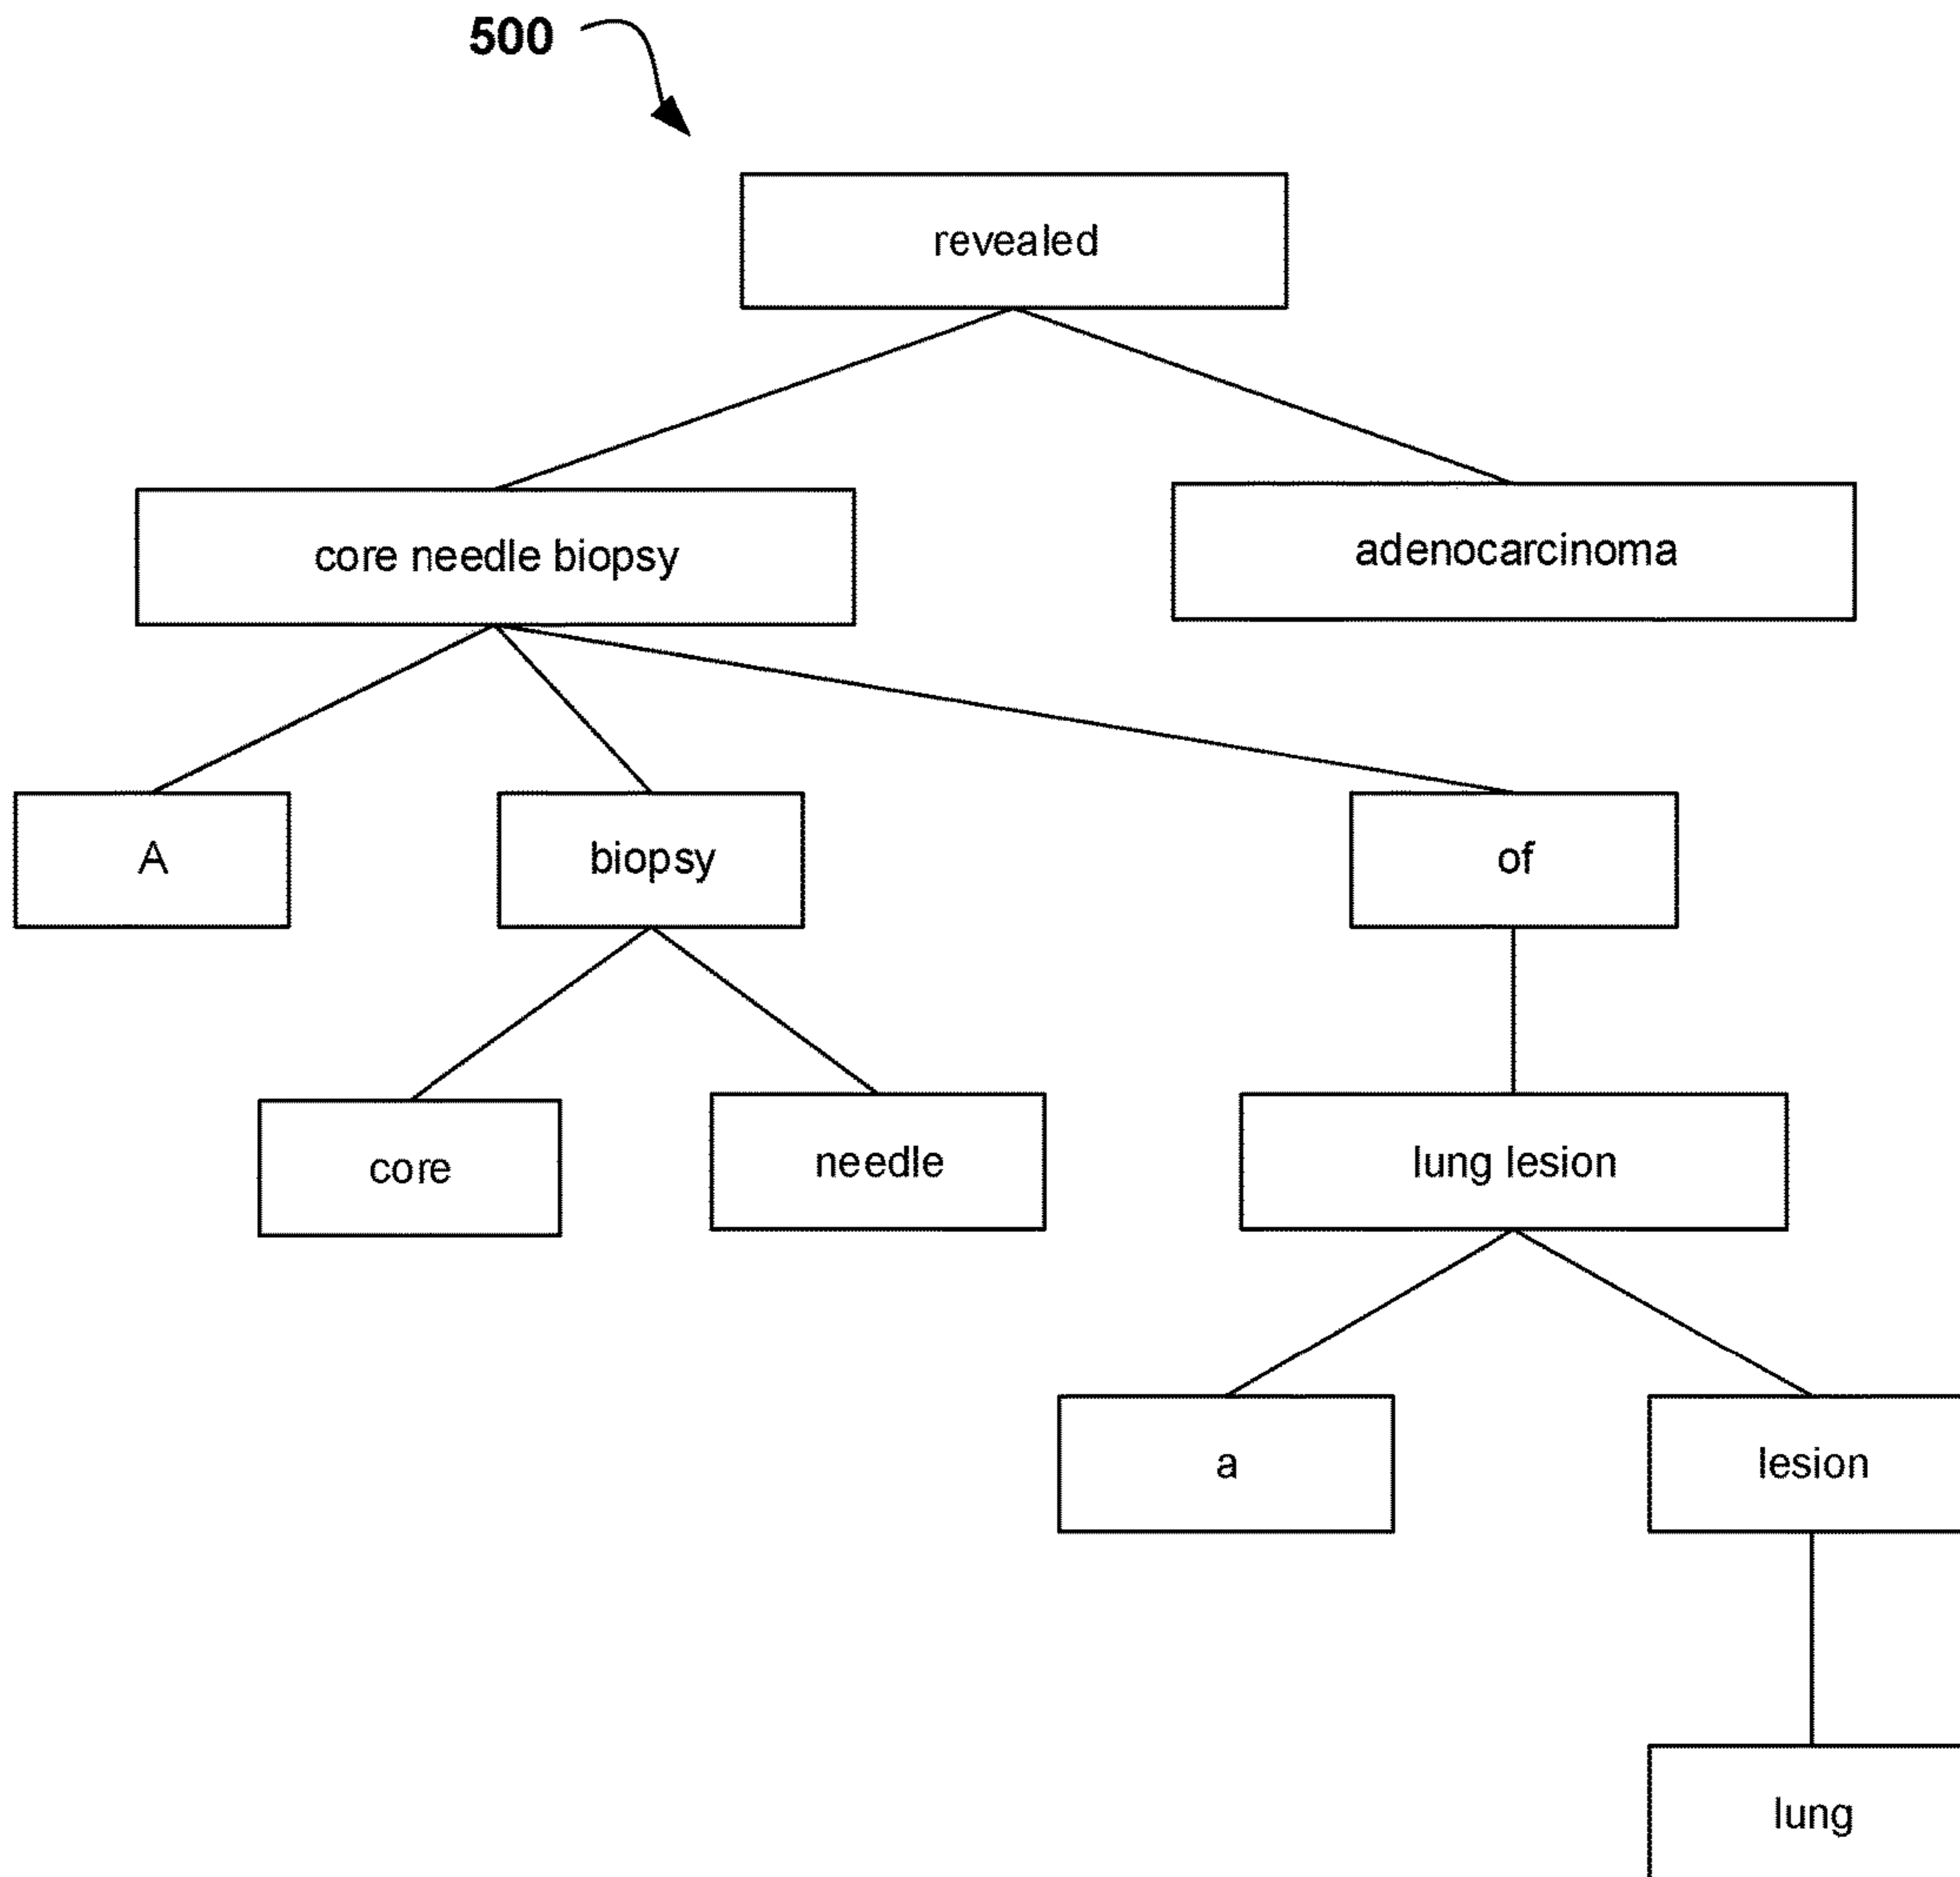 500
revealed
core needle biopsy
adenocarcinoma
A
biopsy
of
core
needle
lung lesion
a
lesion
lung